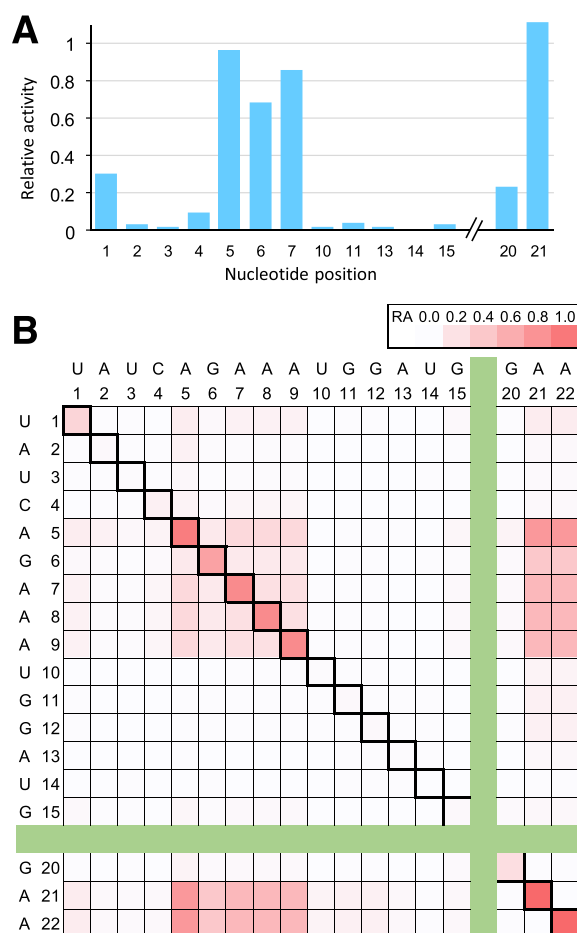 A
1
0.8
0.6
0.4
0.2
0
Relative activity
1 2 3 4 5 6 7 10 11 13 14 15 20 21
Nucleotide position
B
RA 0.0 0.2 0.4 0.6 0.8 1.0
U A U C A G A A A U G G A U G G A A
1 2 3 4 5 6 7 8 9 10 11 12 13 14 15 20 21 22
U 1
A 2
U 3
C 4
A 5
G 6
A 7
A 8
A 9
U 10
G 11
G 12
A 13
U 14
G 15
G 20
A 21
A 22